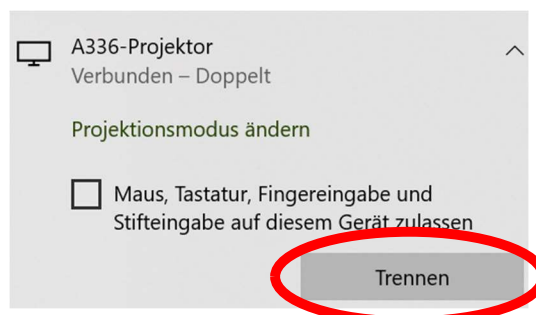 A336-Projektor
Verbunden – Doppelt
Projektionsmodus ändern
Maus, Tastatur, Fingereingabe und
Stifteingabe auf diesem Gerät zulassen
Trennen